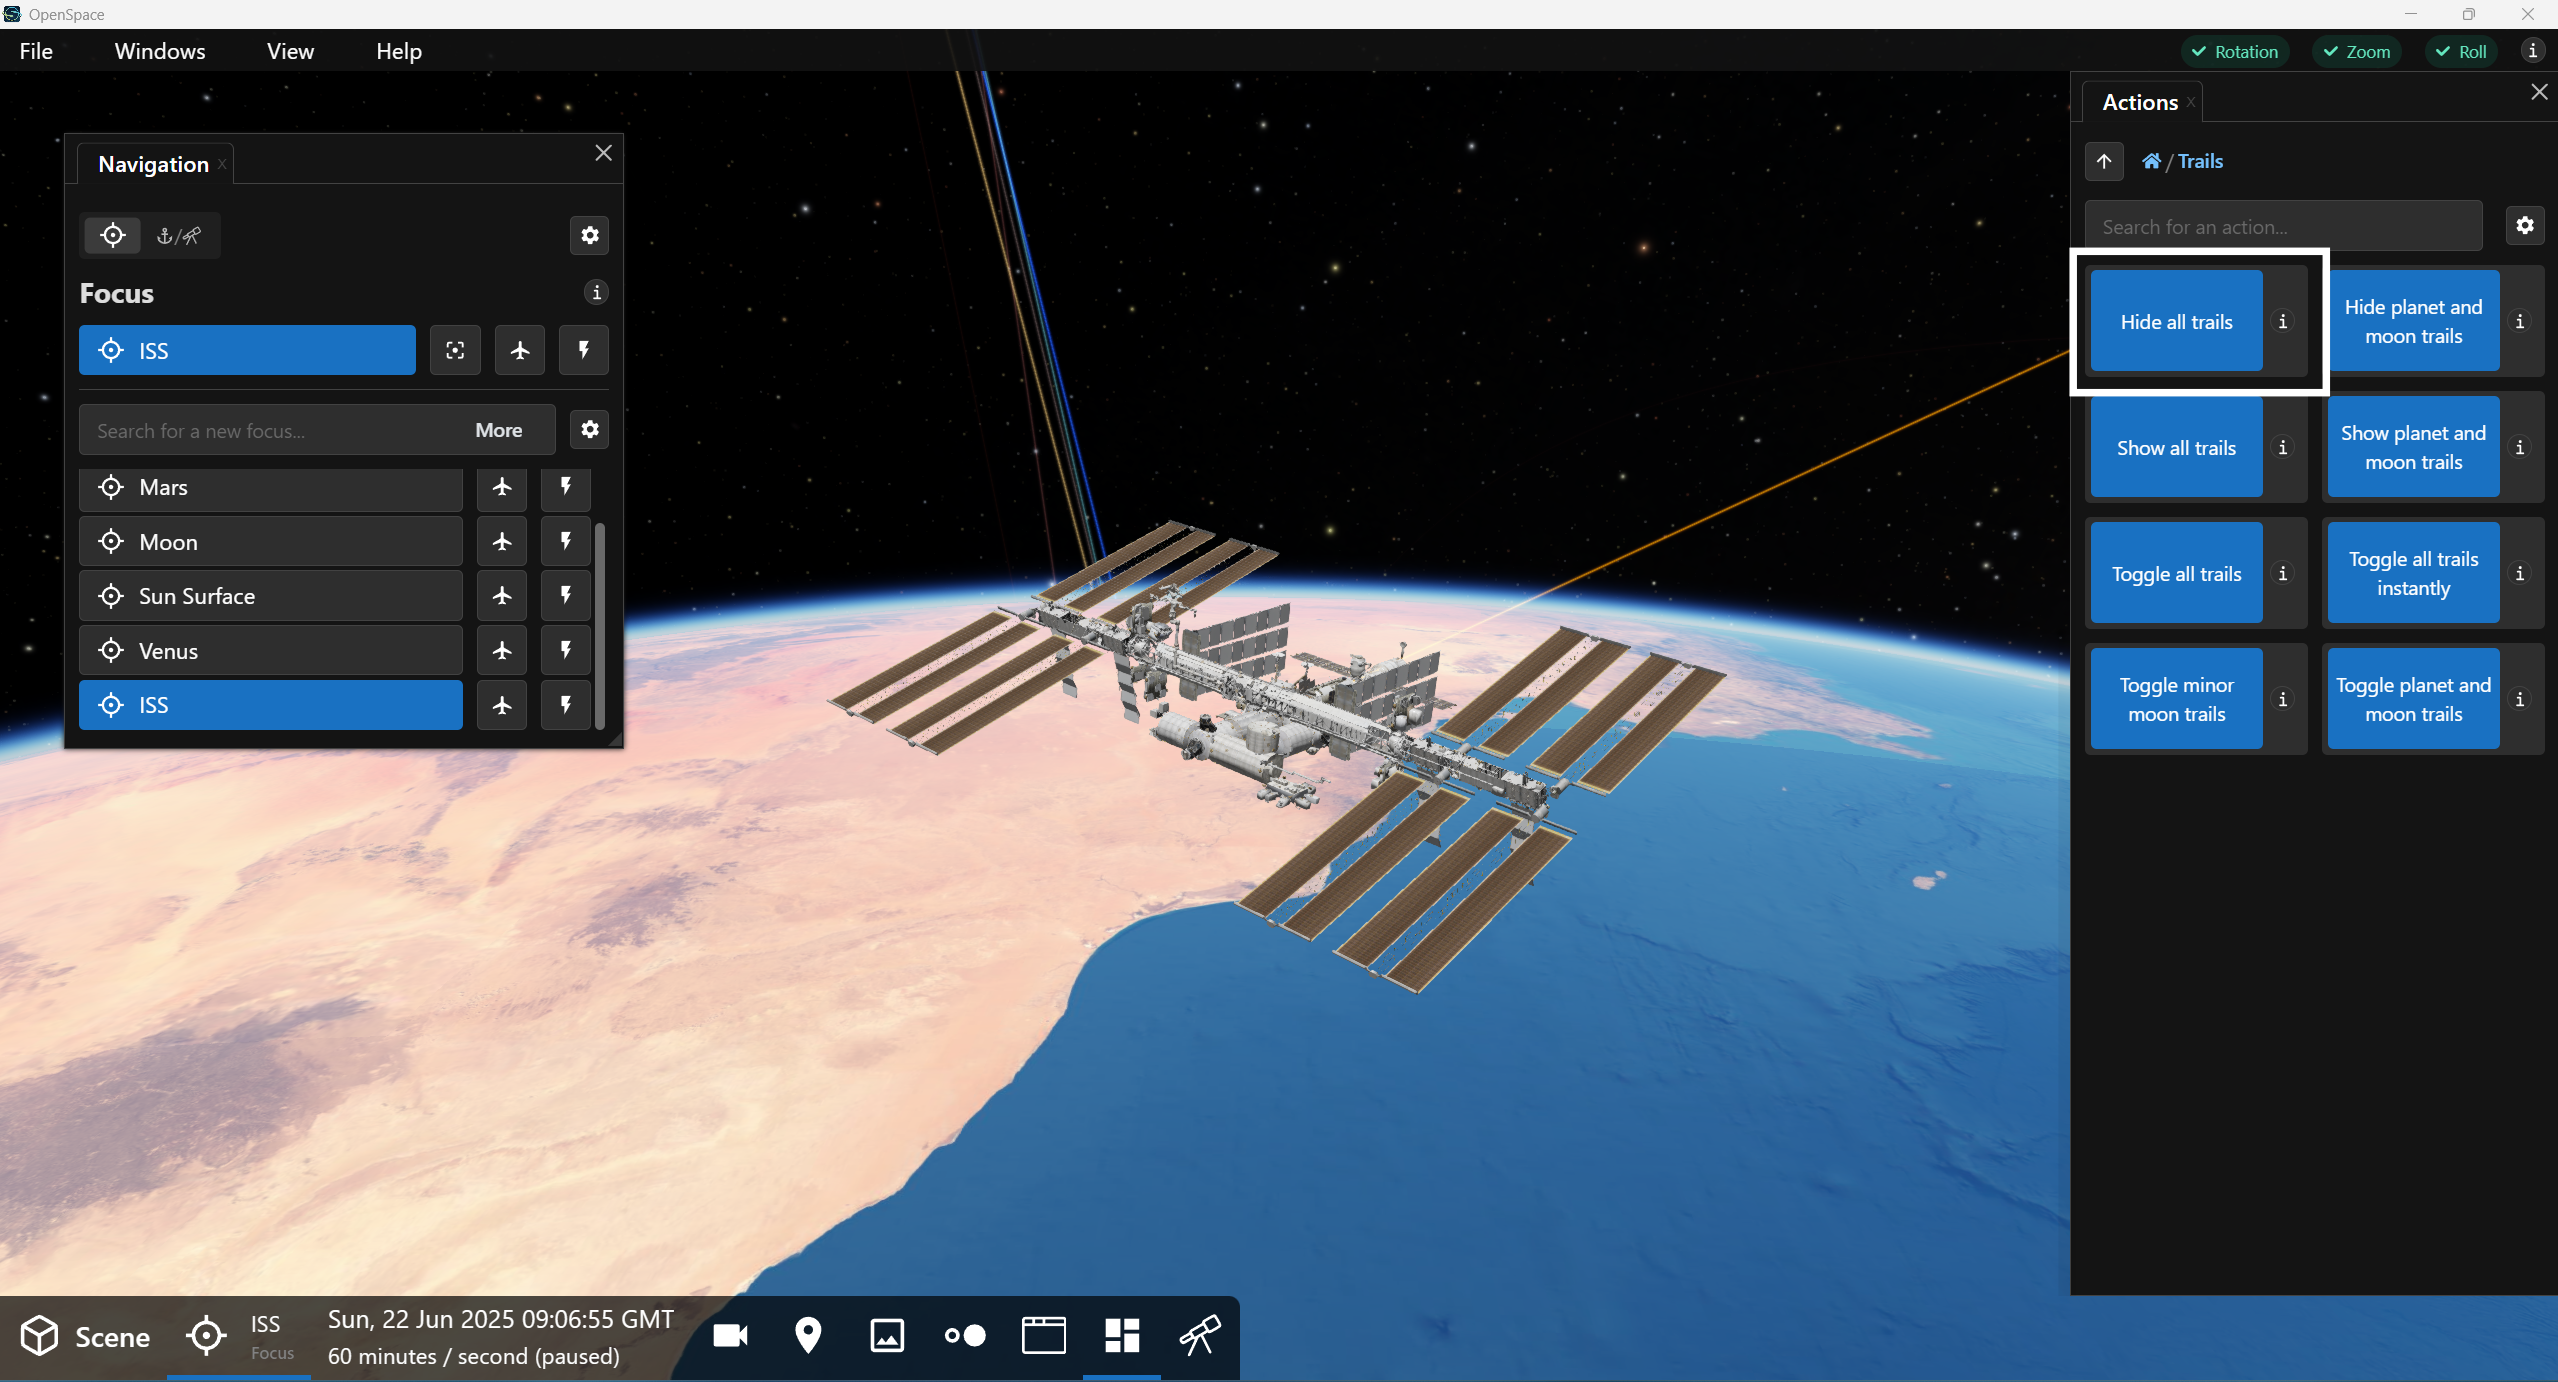 OpenSpace
File Windows View Help
Rotation Zoom Roll i
Navigation x
Focus i
ISS
Search for a new focus... More
Mars
Moon
Sun Surface
Venus
ISS
Actions x
/ Trails
Search for an action...
Hide all trails i
Hide planet and
moon trails i
Show all trails i
Show planet and
moon trails i
Toggle all trails i
Toggle all trails
instantly i
Toggle minor
moon trails i
Toggle planet and
moon trails i
Scene
ISS
Focus
Sun, 22 Jun 2025 09:06:55 GMT
60 minutes / second (paused)